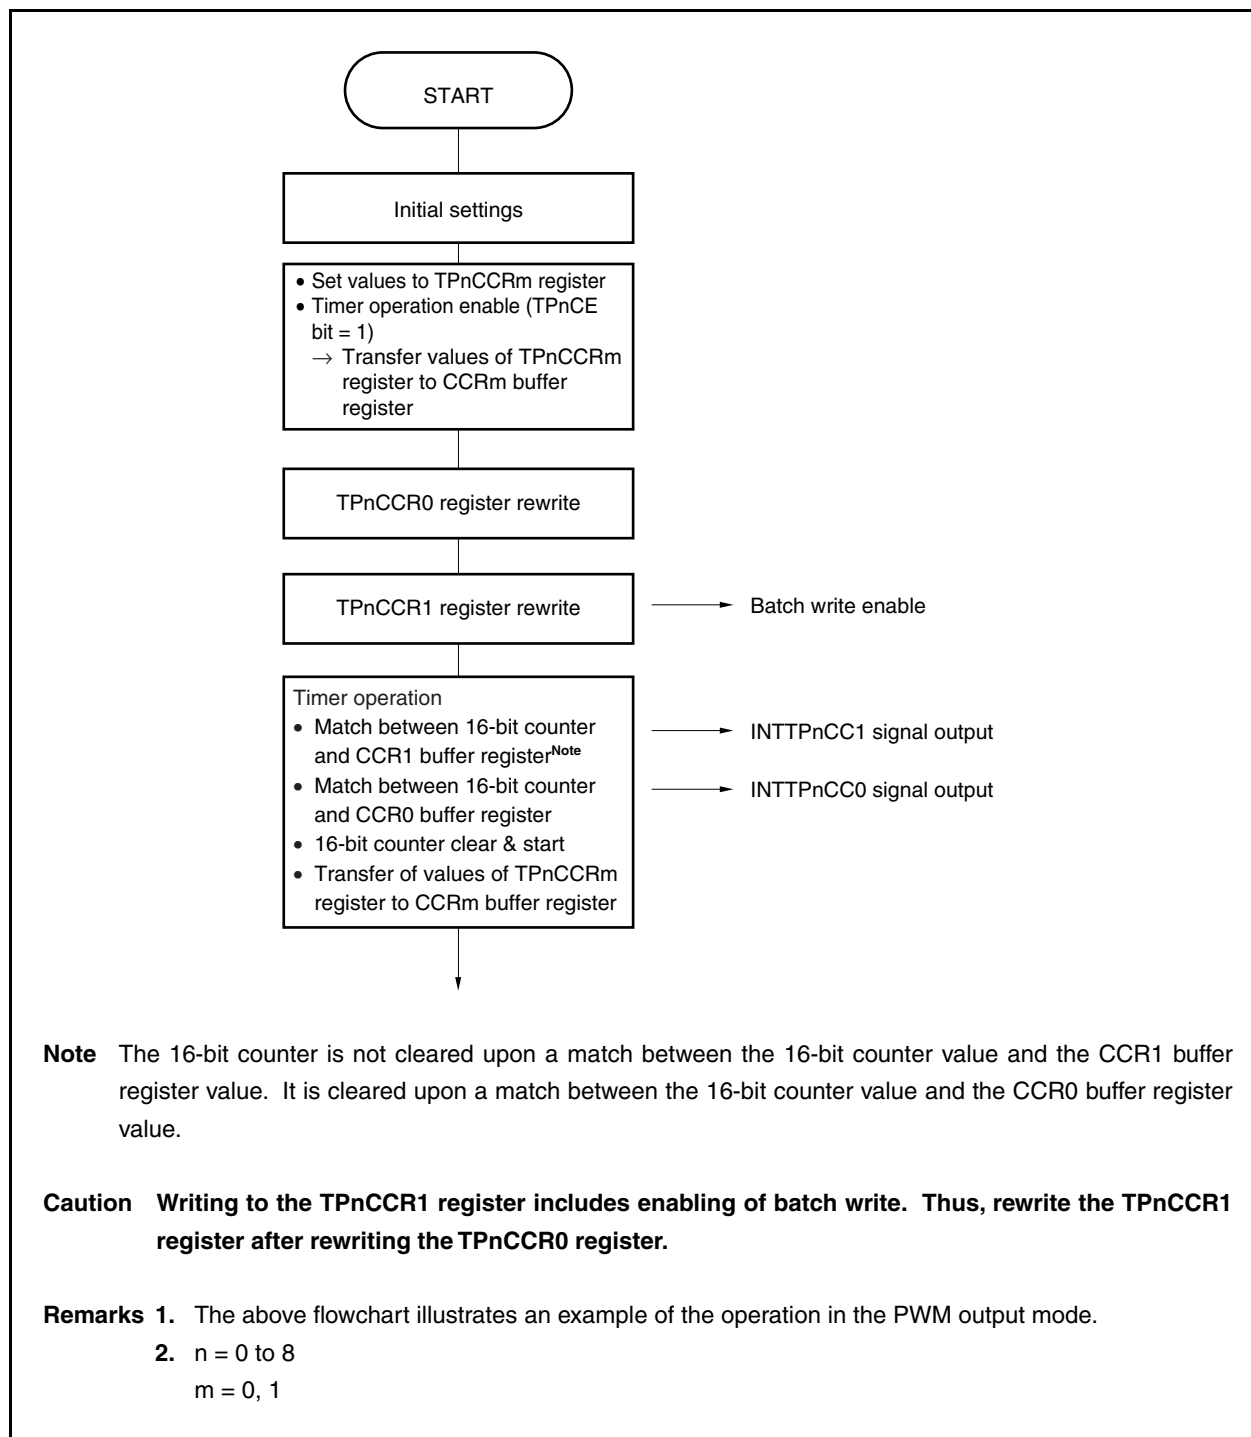 START
Initial settings
• Set values to TPnCCRm register
• Timer operation enable (TPnCE
bit = 1)
→ Transfer values of TPnCCRm
register to CCRm buffer
register
TPnCCR0 register rewrite
TPnCCR1 register rewrite
Batch write enable
Timer operation
• Match between 16-bit counter
and CCR1 buffer registerNote
INTTPnCC1 signal output
• Match between 16-bit counter
and CCR0 buffer register
INTTPnCC0 signal output
• 16-bit counter clear & start
• Transfer of values of TPnCCRm
register to CCRm buffer register
Note The 16-bit counter is not cleared upon a match between the 16-bit counter value and the CCR1 buffer
register value. It is cleared upon a match between the 16-bit counter value and the CCR0 buffer register
value.
Caution Writing to the TPnCCR1 register includes enabling of batch write. Thus, rewrite the TPnCCR1
register after rewriting the TPnCCR0 register.
Remarks 1. The above flowchart illustrates an example of the operation in the PWM output mode.
2. n = 0 to 8
m = 0, 1